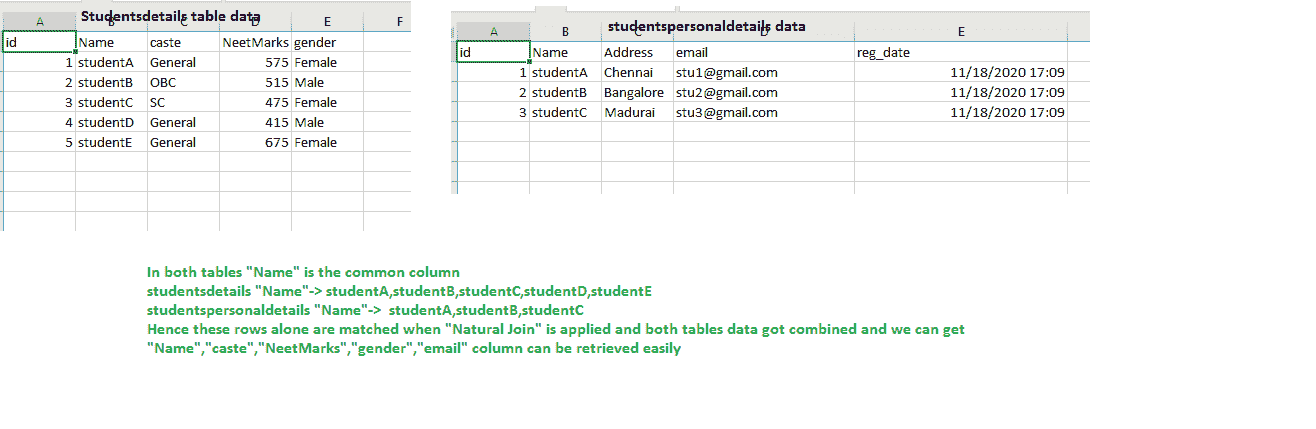 Studentsdetails table data
A B C D E F
id Name caste NeetMarks gender
1 studentA General 575 Female
2 studentB OBC 515 Male
3 studentC SC 475 Female
4 studentD General 415 Male
5 studentE General 675 Female
studentspersonaldetails data
A B C D E
id Name Address email reg_date
1 studentA Chennai stu1@gmail.com 11/18/2020 17:09
2 studentB Bangalore stu2@gmail.com 11/18/2020 17:09
3 studentC Madurai stu3@gmail.com 11/18/2020 17:09
In both tables "Name" is the common column
studentsdetails "Name"-> studentA,studentB,studentC,studentD,studentE
studentspersonaldetails "Name"-> studentA,studentB,studentC
Hence these rows alone are matched when "Natural Join" is applied and both tables data got combined and we can get
"Name","caste","NeetMarks","gender","email" column can be retrieved easily